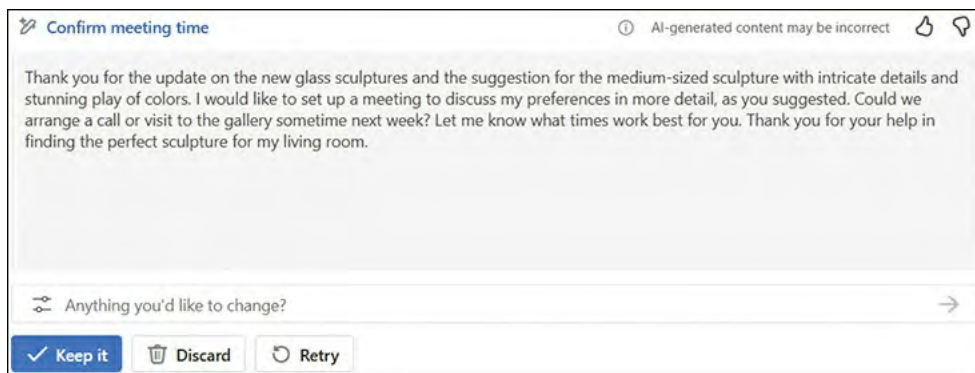 Confirm meeting time
AI-generated content may be incorrect
Thank you for the update on the new glass sculptures and the suggestion for the medium-sized sculpture with intricate details and
stunning play of colors. I would like to set up a meeting to discuss my preferences in more detail, as you suggested. Could we
arrange a call or visit to the gallery sometime next week? Let me know what times work best for you. Thank you for your help in
finding the perfect sculpture for my living room.
Anything you'd like to change?
Keep it
Discard
Retry